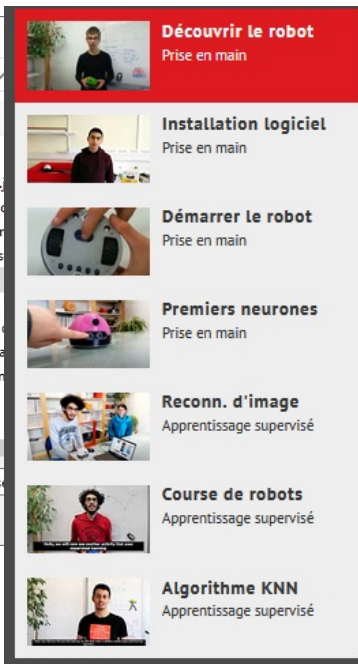 Découvrir le robot
Prise en main
Installation logiciel
Prise en main
Démarrer le robot
Prise en main
Premiers neurones
Prise en main
Reconn. d'image
Apprentissage supervisé
Course de robots
Apprentissage supervisé
Algorithme KNN
Apprentissage supervisé